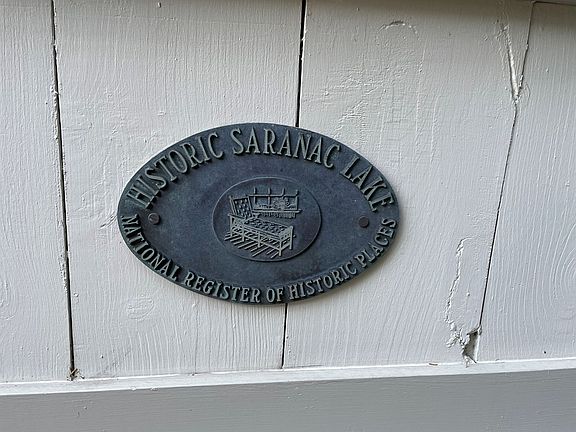 HISTORIC SARANAC LAKE
NATIONAL REGISTER OF HISTORIC PLACES